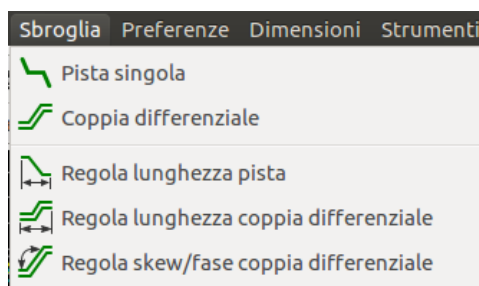 Sbroglia Preferenze Dimensioni Strumenti
Pista singola
Coppia differenziale
Regola lunghezza pista
Regola lunghezza coppia differenziale
Regola skew/fase coppia differenziale